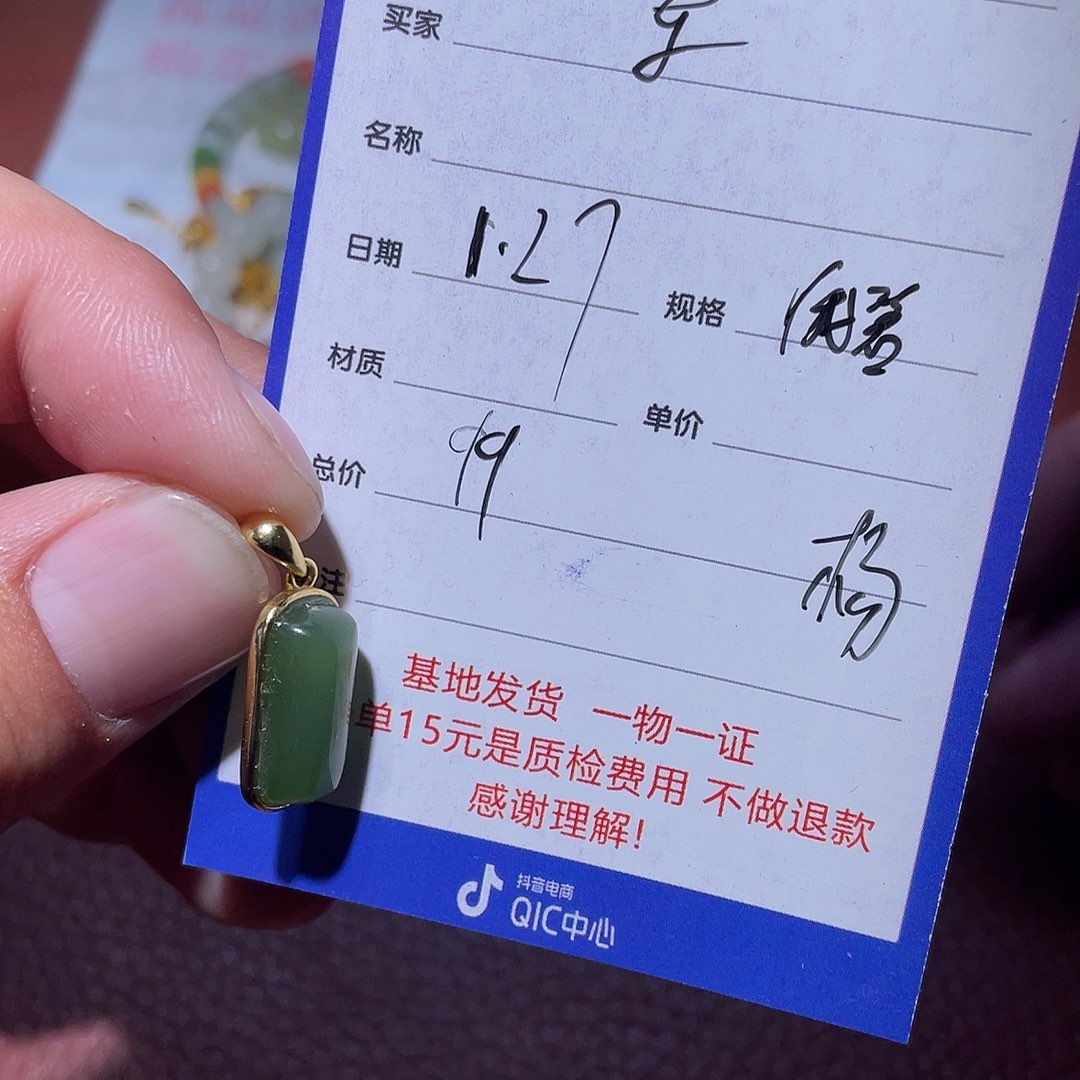 买家
名称
日期 1.27 规格
材质 单价
总价 99
杨
注
基地发货 一物一证
单15元是质检费用 不做退款
感谢理解!
抖音电商
QIC中心